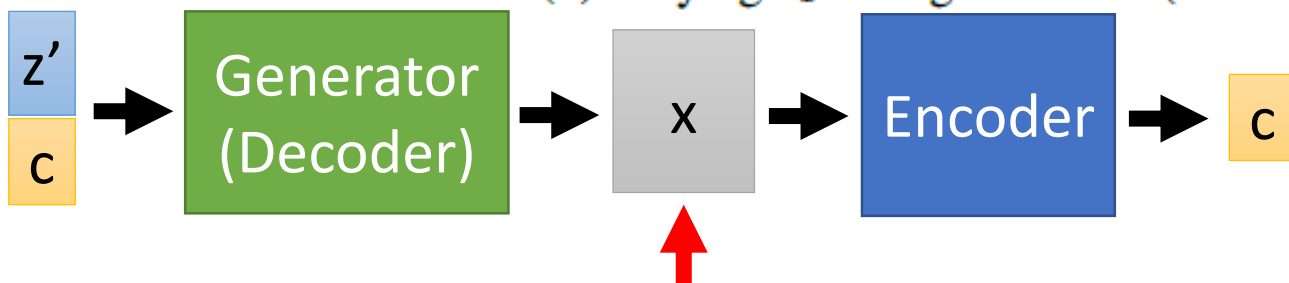 z’
c
Generator
(Decoder)
x
Encoder
c